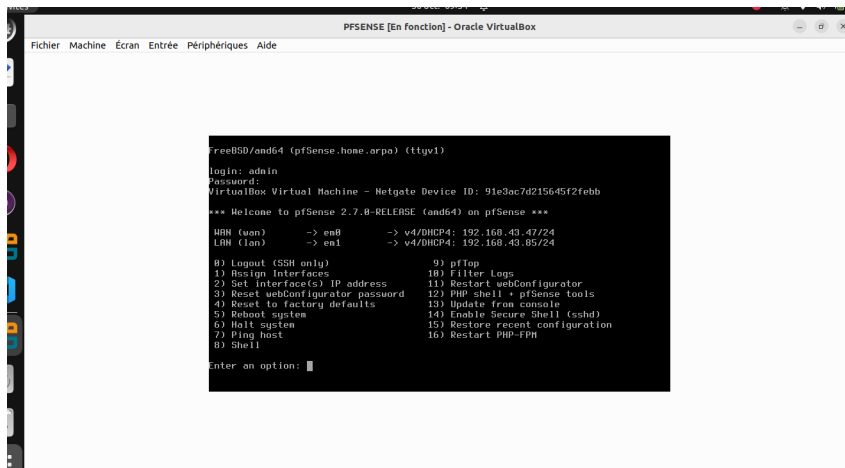 PFSENSE [En fonction] - Oracle VirtualBox
Fichier Machine Écran Entrée Périphériques Aide
FreeBSD/amd64 (pfSense.home.arpa) (ttyv1)
login: admin
Password:
VirtualBox Virtual Machine - Netgate Device ID: 91e3ac7d215645f2febb
*** Welcome to pfSense 2.7.0-RELEASE (amd64) on pfSense ***
WAN (wan) -> em0 -> v4/DHCP4: 192.168.43.47/24
LAN (lan) -> em1 -> v4/DHCP4: 192.168.43.85/24
0) Logout (SSH only) 9) pfTop
1) Assign Interfaces 10) Filter Logs
2) Set interface(s) IP address 11) Restart webConfigurator
3) Reset webConfigurator password 12) PHP shell + pfSense tools
4) Reset to factory defaults 13) Update from console
5) Reboot system 14) Enable Secure Shell (sshd)
6) Halt system 15) Restore recent configuration
7) Ping host 16) Restart PHP-FPM
8) Shell
Enter an option: